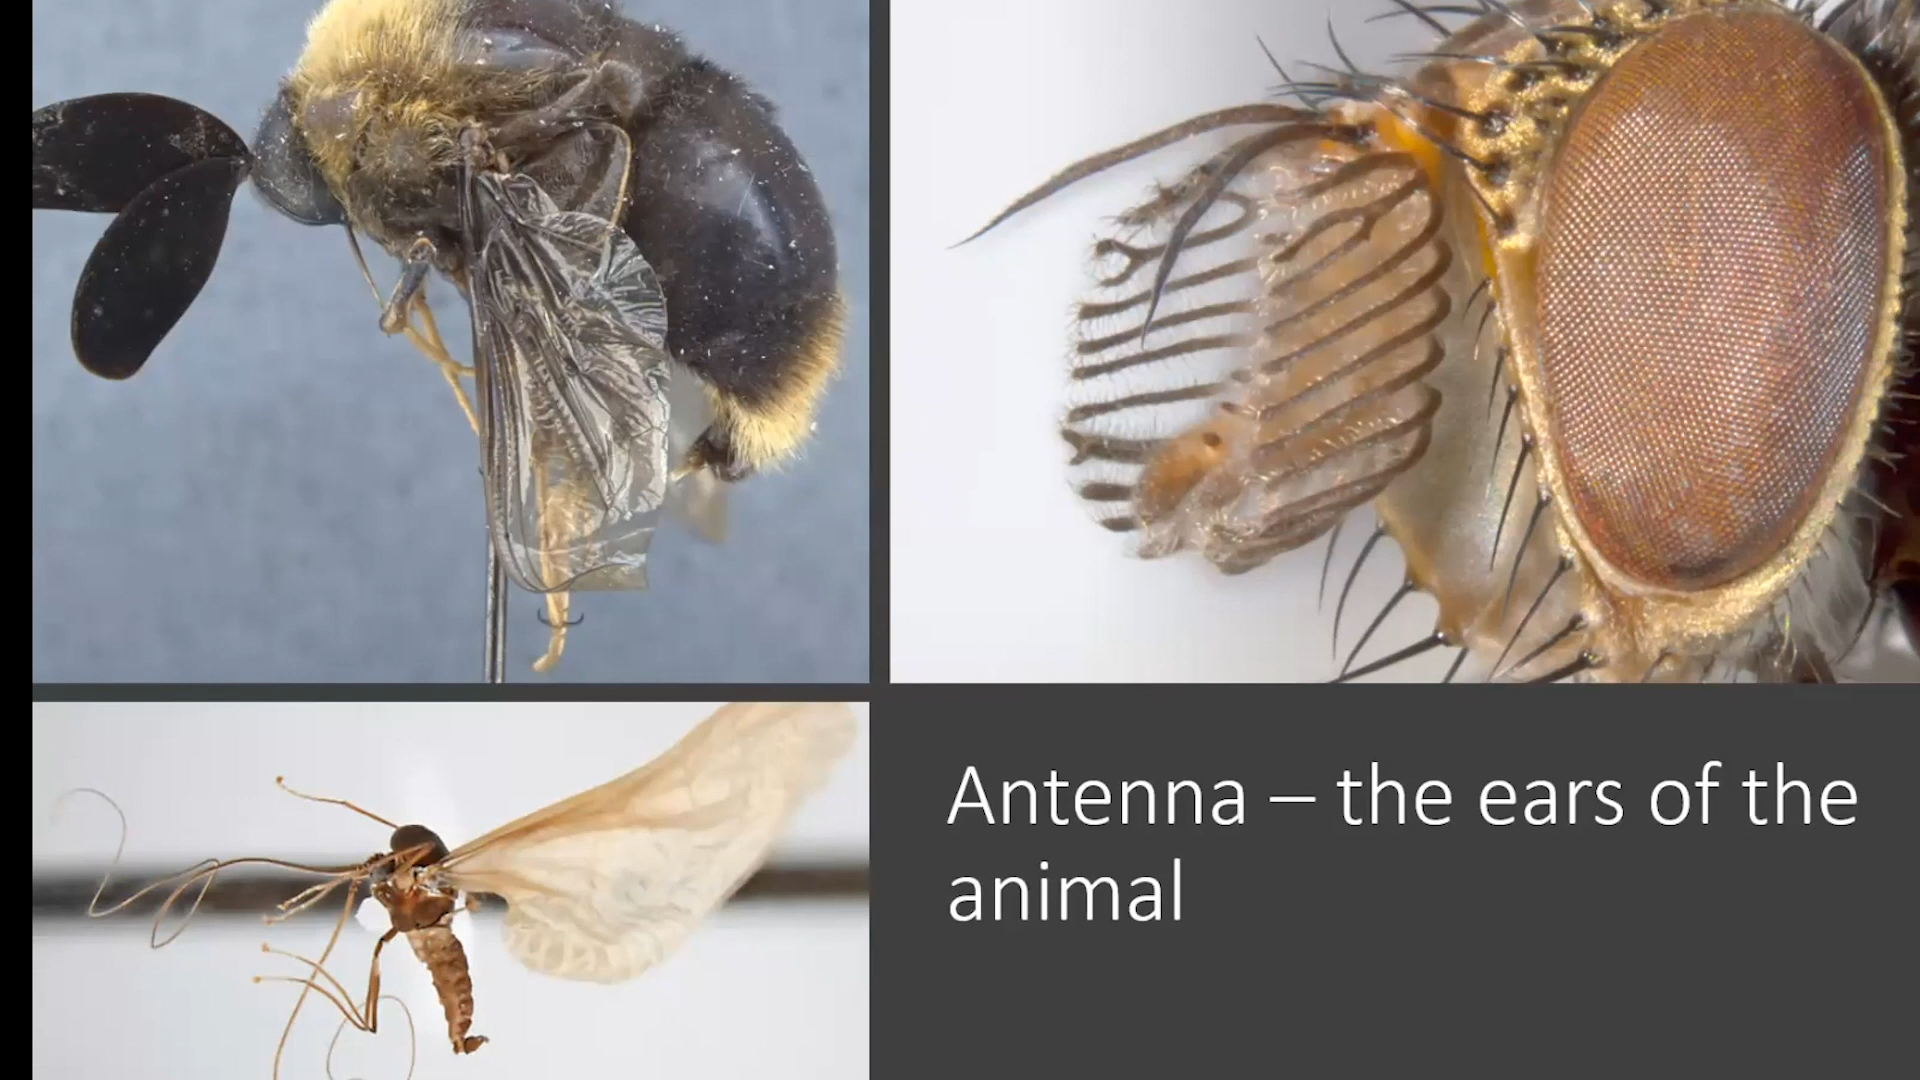 Antenna – the ears of the
animal